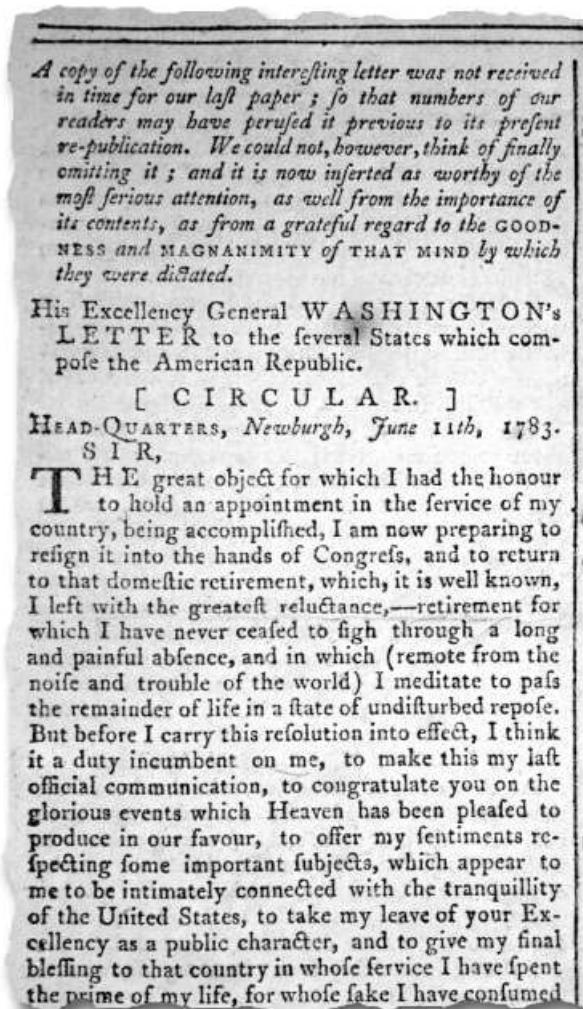 A copy of the following intereſting letter was not received
in time for our laſt paper ; ſo that numbers of our
readers may have peruſed it previous to its preſent
re-publication. We could not, however, think of finally
omitting it ; and it is now inſerted as worthy of the
moſt ſerious attention, as well from the importance of
its contents, as from a grateful regard to the GOOD-
NESS and MAGNANIMITY of THAT MIND by which
they were dictated.
His Excellency General WASHINGTON's
LETTER to the ſeveral States which com-
poſe the American Republic.
[ CIRCULAR. ]
HEAD-QUARTERS, Newburgh, June 11th, 1783.
SIR,
THE great object for which I had the honour
to hold an appointment in the ſervice of my
country, being accompliſhed, I am now preparing to
reſign it into the hands of Congreſs, and to return
to that domeſtic retirement, which, it is well known,
I left with the greateſt reluctance,—retirement for
which I have never ceaſed to ſigh through a long
and painful abſence, and in which (remote from the
noiſe and trouble of the world) I meditate to paſs
the remainder of life in a ſtate of undiſturbed repoſe.
But before I carry this reſolution into effect, I think
it a duty incumbent on me, to make this my laſt
official communication, to congratulate you on the
glorious events which Heaven has been pleaſed to
produce in our favour, to offer my ſentiments re-
ſpecting ſome important ſubjects, which appear to
me to be intimately connected with the tranquillity
of the United States, to take my leave of your Ex-
cellency as a public character, and to give my final
bleſſing to that country in whoſe ſervice I have ſpent
the prime of my life, for whoſe ſake I have conſumed